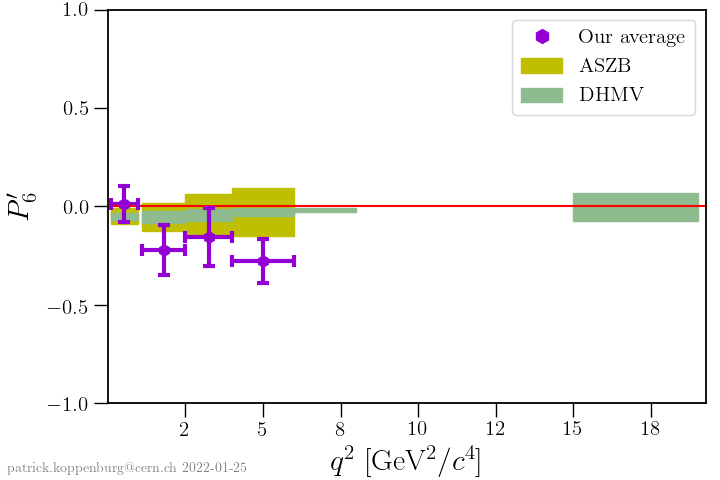 1.0
0.5
0.0
−0.5
−1.0
P′6
Our average
ASZB
DHMV
2
5
8
10
12
15
18
q² [GeV²/c⁴]
patrick.koppenburg@cern.ch 2022-01-25